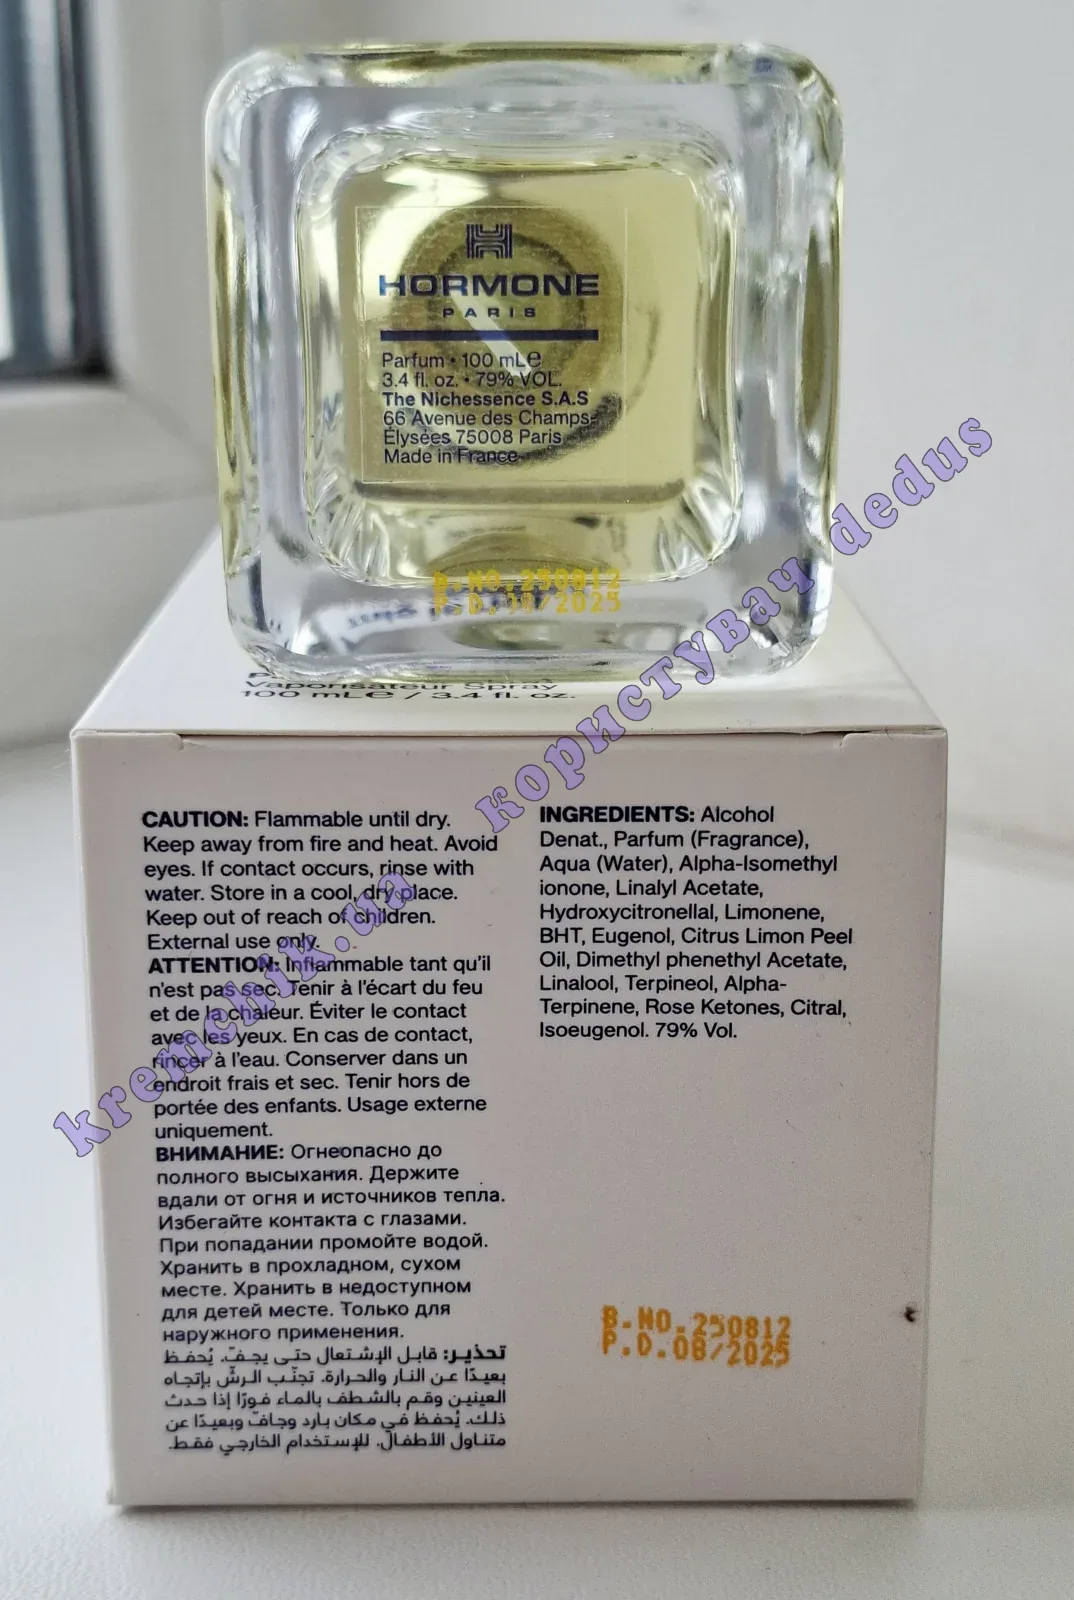 HORMONE
PARIS
Parfum • 100 mLe
3.4 fl. oz. • 79% VOL.
The Nichessence S.A.S
66 Avenue des Champs-
Élysées 75008 Paris
Made in France
B.NO.250812
P.D. /2025
Vaporisateur Spray
100 mLe / 3.4 fl. oz.
CAUTION: Flammable until dry.
Keep away from fire and heat. Avoid
eyes. If contact occurs, rinse with
water. Store in a cool, dry place.
Keep out of reach of children.
External use only.
ATTENTION: Inflammable tant qu'il
n'est pas sec. Tenir à l'écart du feu
et de la chaleur. Éviter le contact
avec les yeux. En cas de contact,
rincer à l'eau. Conserver dans un
endroit frais et sec. Tenir hors de
portée des enfants. Usage externe
uniquement.
ВНИМАНИЕ: Огнеопасно до
полного высыхания. Держите
вдали от огня и источников тепла.
Избегайте контакта с глазами.
При попадании промойте водой.
Хранить в прохладном, сухом
месте. Хранить в недоступном
для детей месте. Только для
наружного применения.
تحذير: قابل الإشتعال حتى يجفّ. يُحفظ
بعيدًا عن النار والحرارة. تجنّب الرشّ بإتجاه
العينين وقم بالشطف بالماء فورًا إذا حدث
ذلك. يُحفظ في مكان بارد وجافّ وبعيدًا عن
متناول الأطفال. للإستخدام الخارجي فقط.
INGREDIENTS: Alcohol
Denat., Parfum (Fragrance),
Aqua (Water), Alpha-Isomethyl
ionone, Linalyl Acetate,
Hydroxycitronellal, Limonene,
BHT, Eugenol, Citrus Limon Peel
Oil, Dimethyl phenethyl Acetate,
Linalool, Terpineol, Alpha-
Terpinene, Rose Ketones, Citral,
Isoeugenol. 79% Vol.
B.NO.250812
P.D.08/2025
kremchik.ua користувач dedus